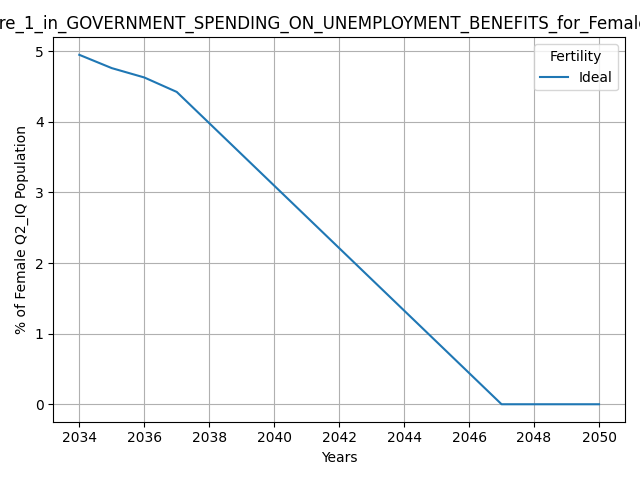 re_1_in_GOVERNMENT_SPENDING_ON_UNEMPLOYMENT_BENEFITS_for_Female
Fertility
Ideal
% of Female Q2_IQ Population
5
4
3
2
1
0
2034 2036 2038 2040 2042 2044 2046 2048 2050
Years